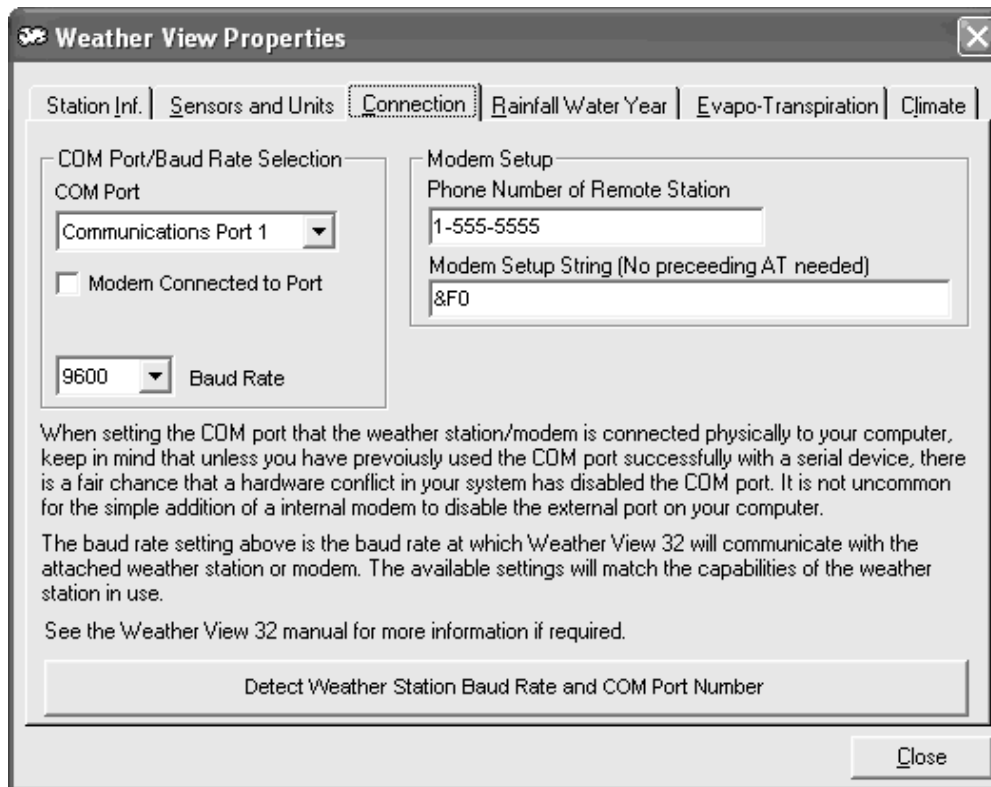 Weather View Properties
Station Inf. Sensors and Units Connection Rainfall Water Year Evapo-Transpiration Climate
COM Port/Baud Rate Selection
COM Port
Communications Port 1
Modem Connected to Port
9600 Baud Rate
Modem Setup
Phone Number of Remote Station
1-555-5555
Modem Setup String (No preceeding AT needed)
&F0
When setting the COM port that the weather station/modem is connected physically to your computer,
keep in mind that unless you have prevoiusly used the COM port successfully with a serial device, there
is a fair chance that a hardware conflict in your system has disabled the COM port. It is not uncommon
for the simple addition of a internal modem to disable the external port on your computer.
The baud rate setting above is the baud rate at which Weather View 32 will communicate with the
attached weather station or modem. The available settings will match the capabilities of the weather
station in use.
See the Weather View 32 manual for more information if required.
Detect Weather Station Baud Rate and COM Port Number
Close